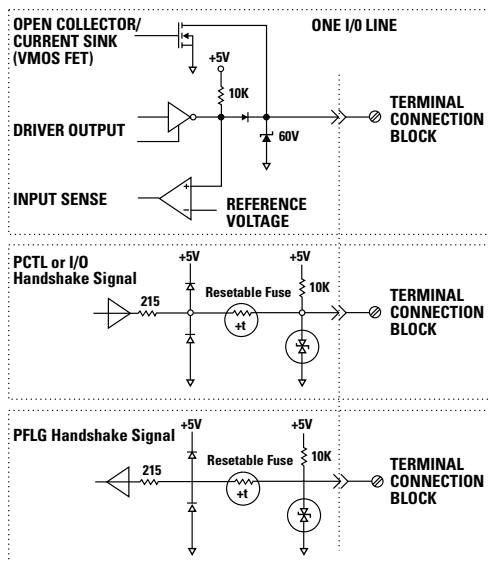 OPEN COLLECTOR/
CURRENT SINK
(VMOS FET)
ONE I/0 LINE
+5V
10K
TERMINAL
CONNECTION
BLOCK
DRIVER OUTPUT
60V
INPUT SENSE
+
−
REFERENCE
VOLTAGE
PCTL or I/O
Handshake Signal
+5V
+5V
215
Resetable Fuse
10K
+t
TERMINAL
CONNECTION
BLOCK
PFLG Handshake Signal
+5V
+5V
215
Resetable Fuse
10K
+t
TERMINAL
CONNECTION
BLOCK